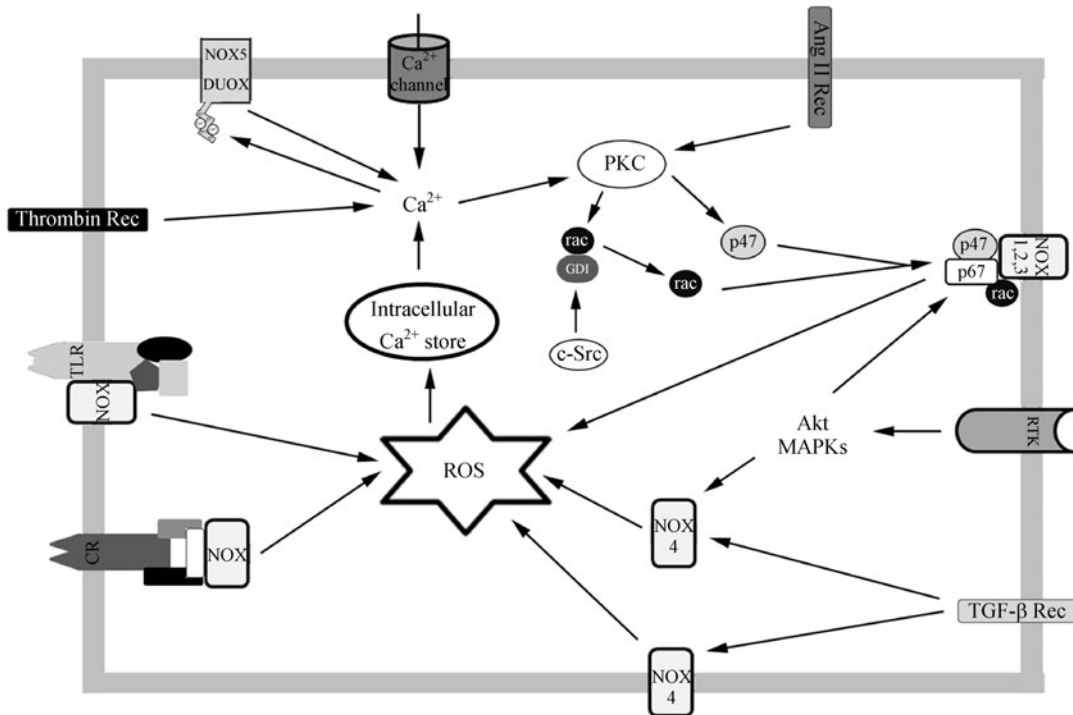 NOX5
DUOX
Ca²⁺
channel
Ang II Rec
PKC
Ca²⁺
Thrombin Rec
rac
GDI
p47
rac
p47
p67
rac
NOX
1,2,3
Intracellular
Ca²⁺ store
c-Src
TLR
NOX
ROS
Akt
MAPKs
RTK
CR
NOX
NOX
4
TGF-β Rec
NOX
4